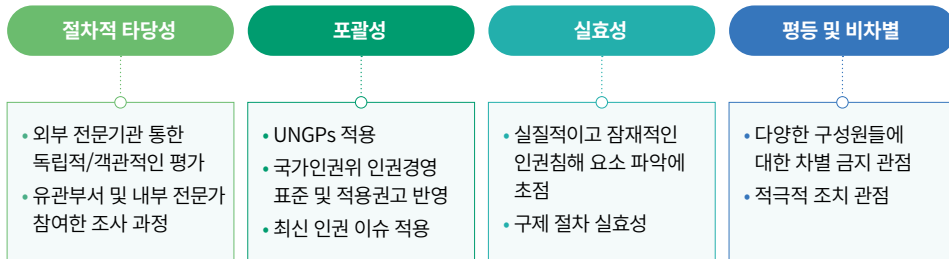 절차적 타당성
• 외부 전문기관 통한
독립적/객관적인 평가
• 유관부서 및 내부 전문가
참여한 조사 과정
포괄성
• UNGPs 적용
• 국가인권위 인권경영
표준 및 적용권고 반영
• 최신 인권 이슈 적용
실효성
• 실질적이고 잠재적인
인권침해 요소 파악에
초점
• 구제 절차 실효성
평등 및 비차별
• 다양한 구성원들에
대한 차별 금지 관점
• 적극적 조치 관점